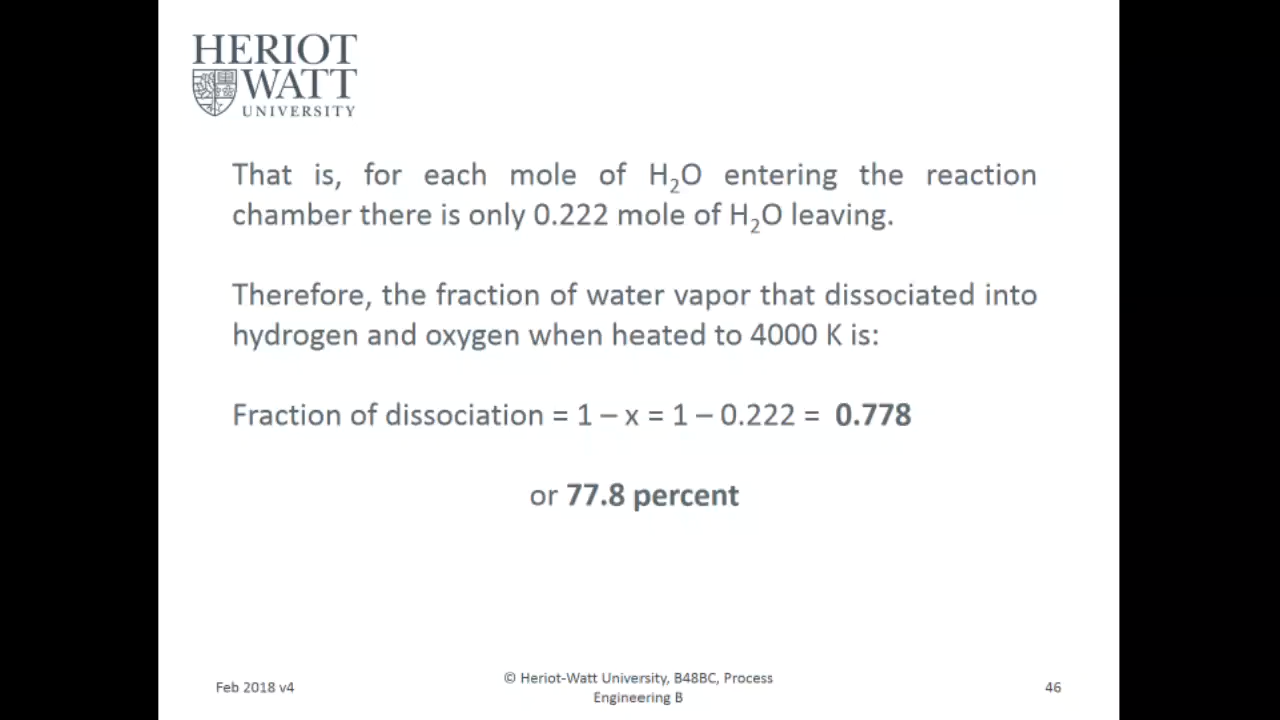 HERIOT
WATT
UNIVERSITY
That is, for each mole of H₂O entering the reaction
chamber there is only 0.222 mole of H₂O leaving.
Therefore, the fraction of water vapor that dissociated into
hydrogen and oxygen when heated to 4000 K is:
Fraction of dissociation = 1 – x = 1 – 0.222 = 0.778
or 77.8 percent
Feb 2018 v4
© Heriot-Watt University, B48BC, Process
Engineering B
46